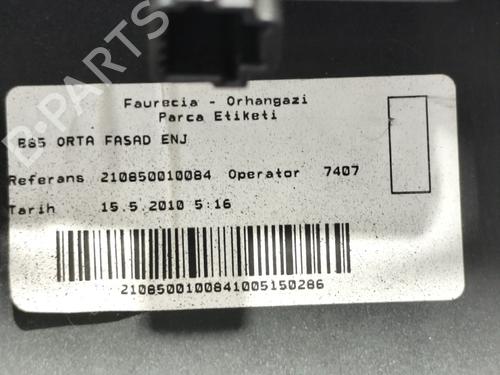 Faurecia - Orhangazi
Parca Etiketi
B85 ORTA FASAD ENJ
Referans 210850010084 Operator 7407
Tarih 15.5.2010 5:16
2108500100841005150286
B-PARTS